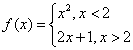 f(x) = { x², x < 2
2x + 1, x > 2